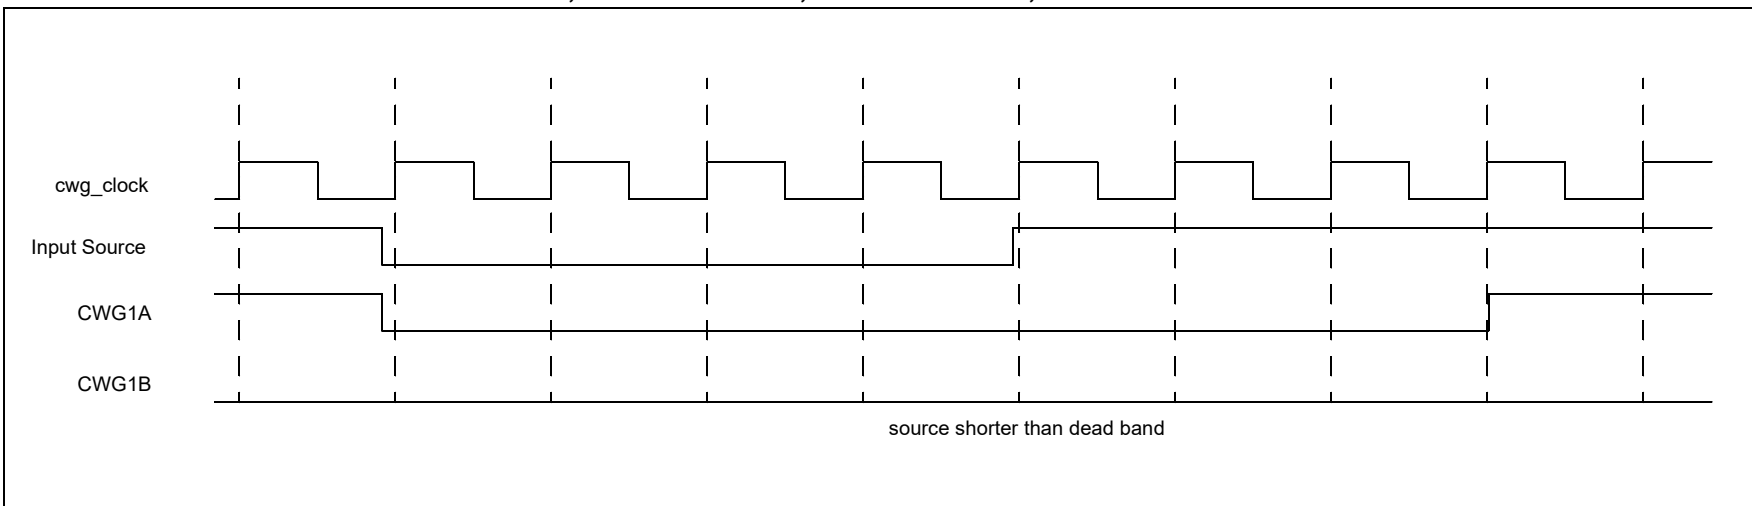 cwg_clock
Input Source
CWG1A
CWG1B
source shorter than dead band